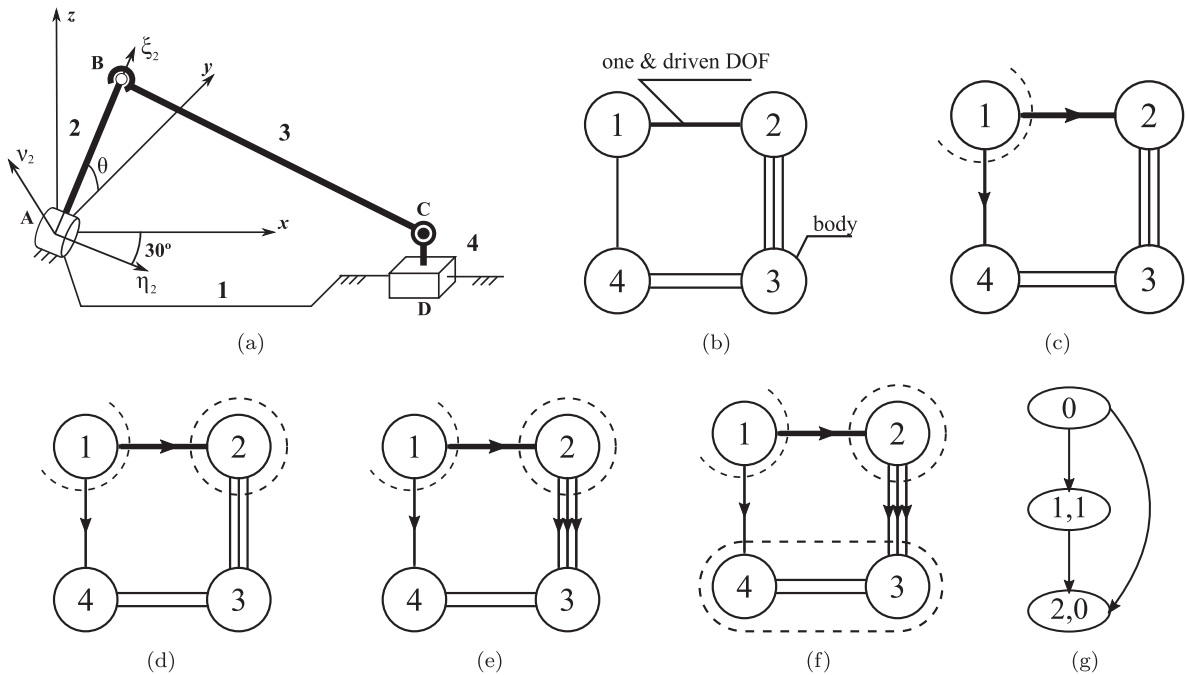 z
B
ξ₂
y
2
3
θ
ν₂
A
x
C
4
30º
η₂
1
D
(a)
one & driven DOF
1
2
body
4
3
(b)
1
2
4
3
(c)
1
2
4
3
(d)
1
2
4
3
(e)
1
2
4
3
(f)
0
1,1
2,0
(g)